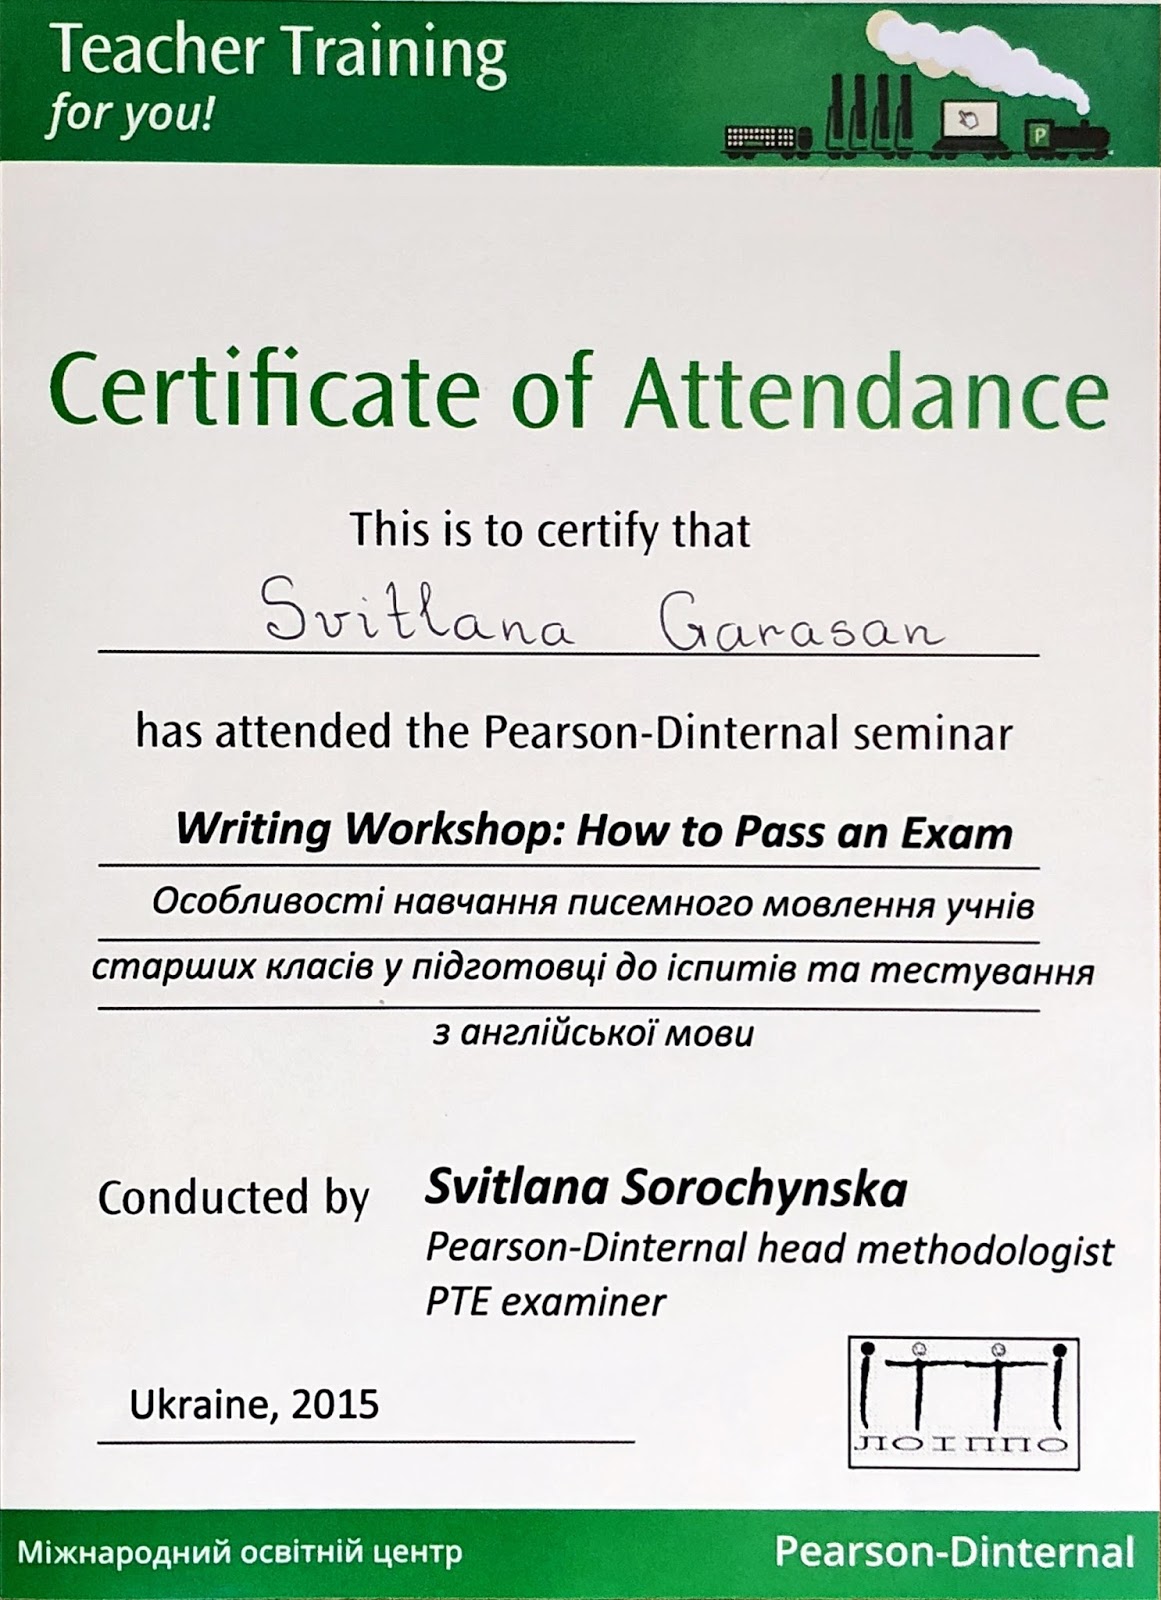 Teacher Training
for you!
P
Certificate of Attendance
This is to certify that
Svitlana Garasan
has attended the Pearson-Dinternal seminar
Writing Workshop: How to Pass an Exam
Особливості навчання писемного мовлення учнів
старших класів у підготовці до іспитів та тестування
з англійської мови
Conducted by Svitlana Sorochynska
Pearson-Dinternal head methodologist
PTE examiner
Ukraine, 2015
ЛОІППО
Міжнародний освітній центр Pearson-Dinternal